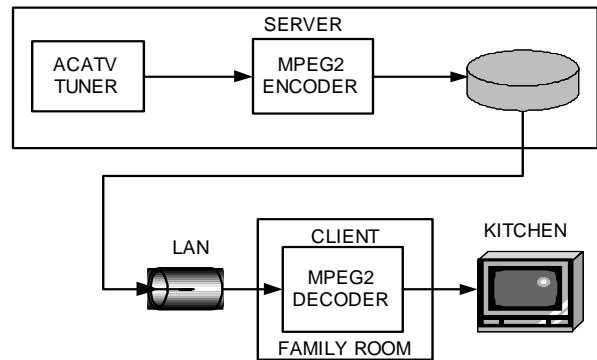 SERVER
ACATV
TUNER
MPEG2
ENCODER
LAN
CLIENT
MPEG2
DECODER
FAMILY ROOM
KITCHEN